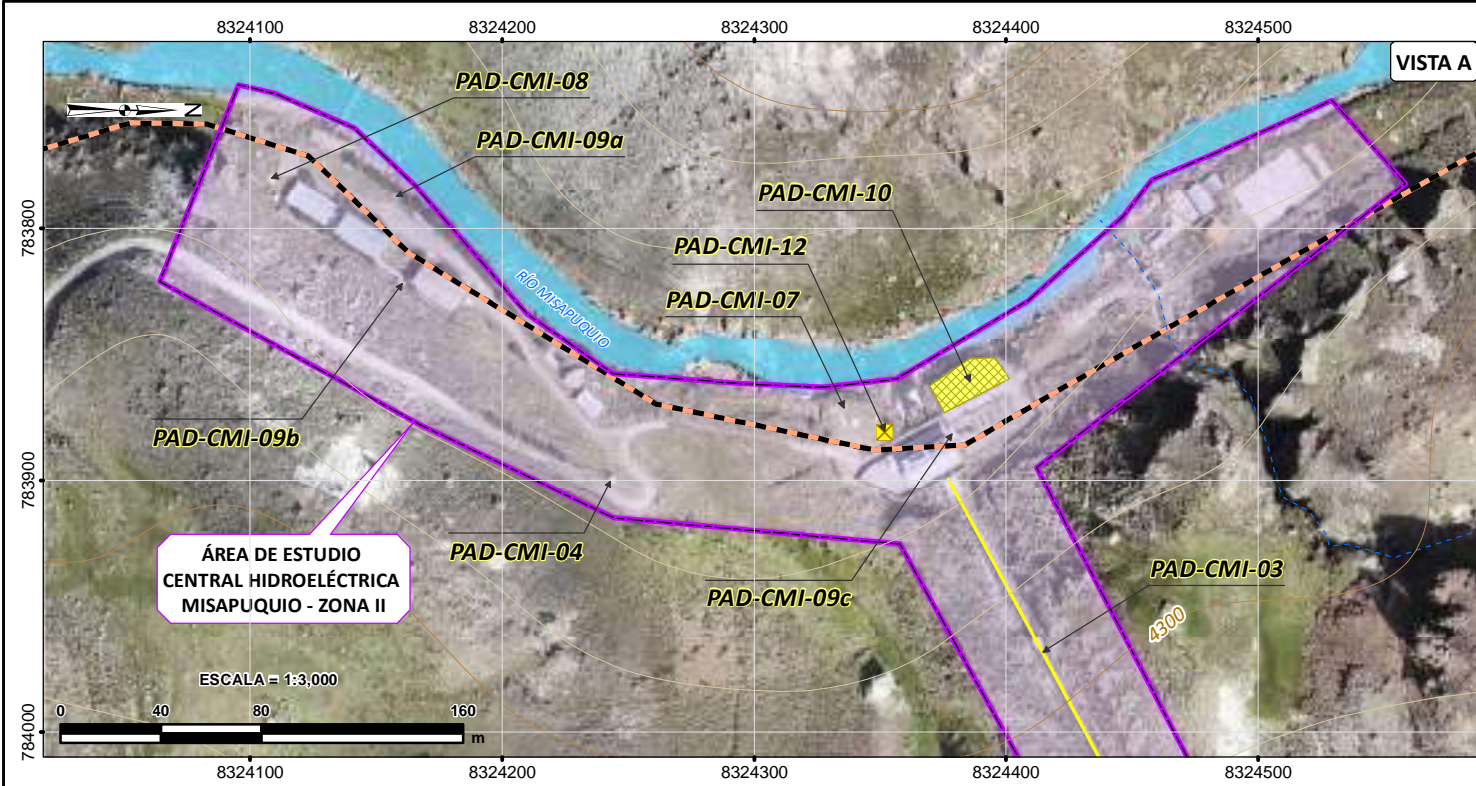 8324100
8324200
8324300
8324400
8324500
VISTA A
PAD-CMI-08
N
PAD-CMI-09a
PAD-CMI-10
783800
PAD-CMI-12
RÍO MISAPUQUIO
PAD-CMI-07
PAD-CMI-09b
783900
PAD-CMI-04
PAD-CMI-03
ÁREA DE ESTUDIO
CENTRAL HIDROELÉCTRICA
MISAPUQUIO - ZONA II
PAD-CMI-09c
4300
ESCALA = 1:3,000
0
40
80
160
m
784000
8324100
8324200
8324300
8324400
8324500